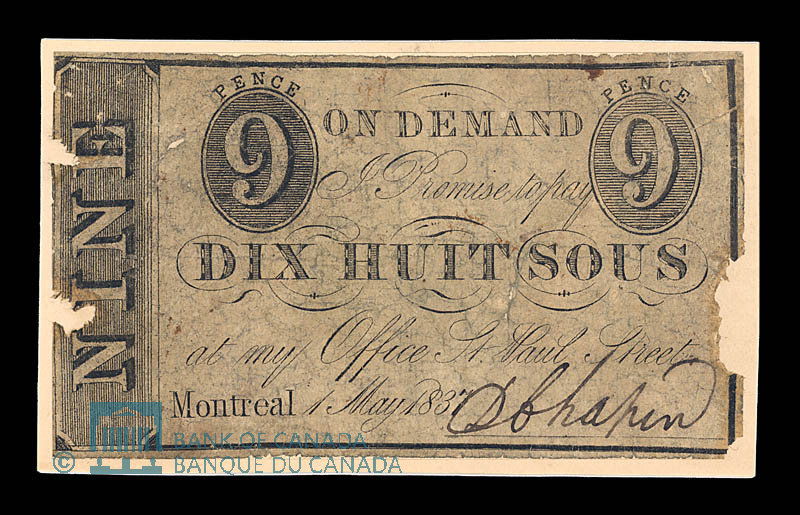 NINE
PENCE
9
ON DEMAND
PENCE
9
I Promise to pay
DIX HUIT SOUS
at my Office St. Paul Street
Montreal 1 May 1837
D Chapin
BANK OF CANADA
© BANQUE DU CANADA